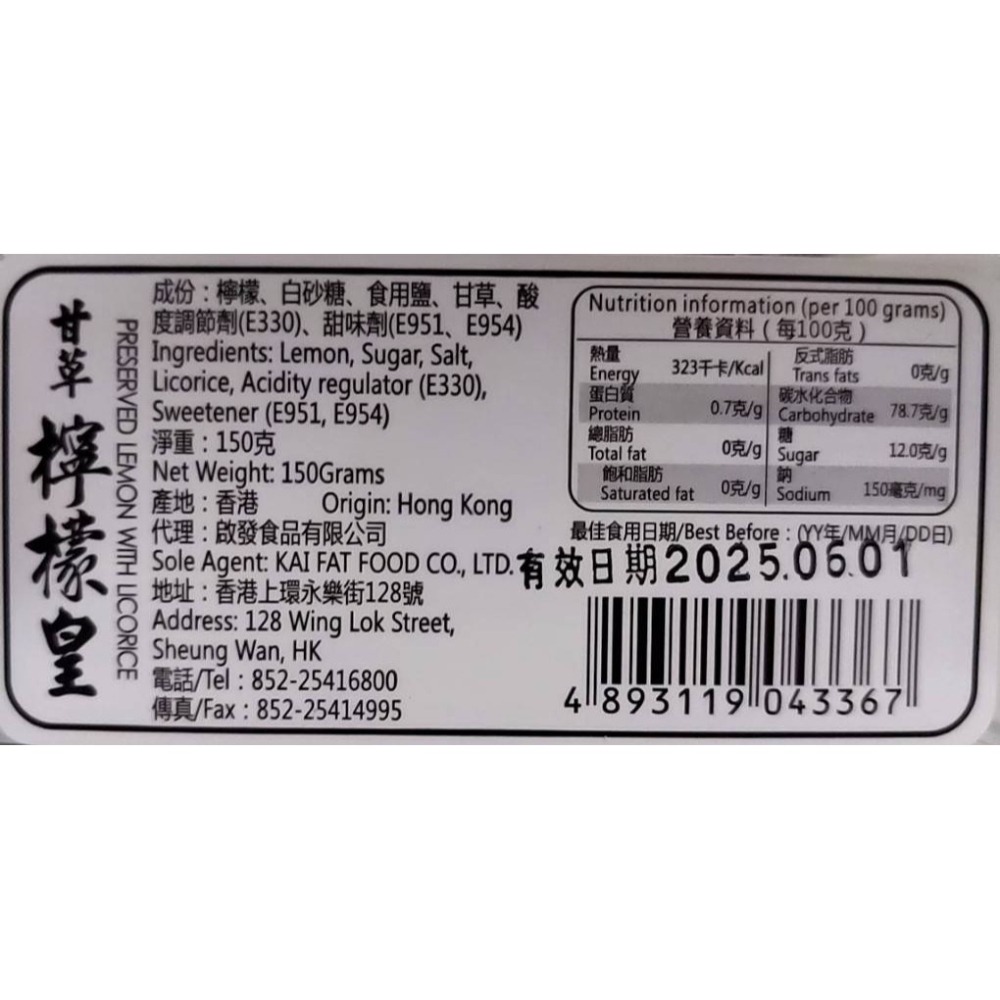 甘草檸檬皇
PRESERVED LEMON WITH LICORICE
成份：檸檬、白砂糖、食用鹽、甘草、酸
度調節劑(E330)、甜味劑(E951、E954)
Ingredients: Lemon, Sugar, Salt,
Licorice, Acidity regulator (E330),
Sweetener (E951, E954)
淨重：150克
Net Weight: 150Grams
產地：香港 Origin: Hong Kong
代理：啟發食品有限公司
Sole Agent: KAI FAT FOOD CO., LTD.
地址：香港上環永樂街128號
Address: 128 Wing Lok Street,
Sheung Wan, HK
電話/Tel：852-25416800
傳真/Fax：852-25414995
Nutrition information (per 100 grams)
營養資料（每100克）
熱量
Energy 323千卡/Kcal
蛋白質
Protein 0.7克/g
總脂肪
Total fat 0克/g
飽和脂肪
Saturated fat 0克/g
反式脂肪
Trans fats 0克/g
碳水化合物
Carbohydrate 78.7克/g
糖
Sugar 12.0克/g
鈉
Sodium 150毫克/mg
最佳食用日期/Best Before：(YY年/MM月/DD日)
有效日期2025.06.01
4 893119 043367